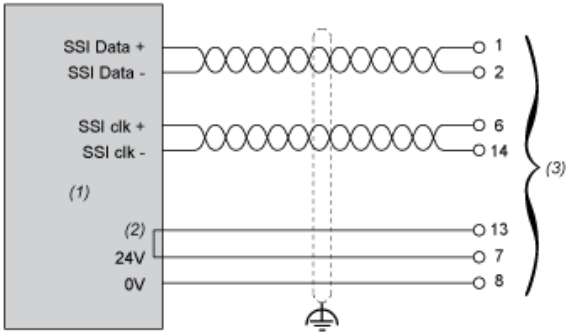 SSI Data + 1
SSI Data - 2
SSI clk + 6
SSI clk - 14
(1)
(3)
(2) 13
24V 7
0V 8